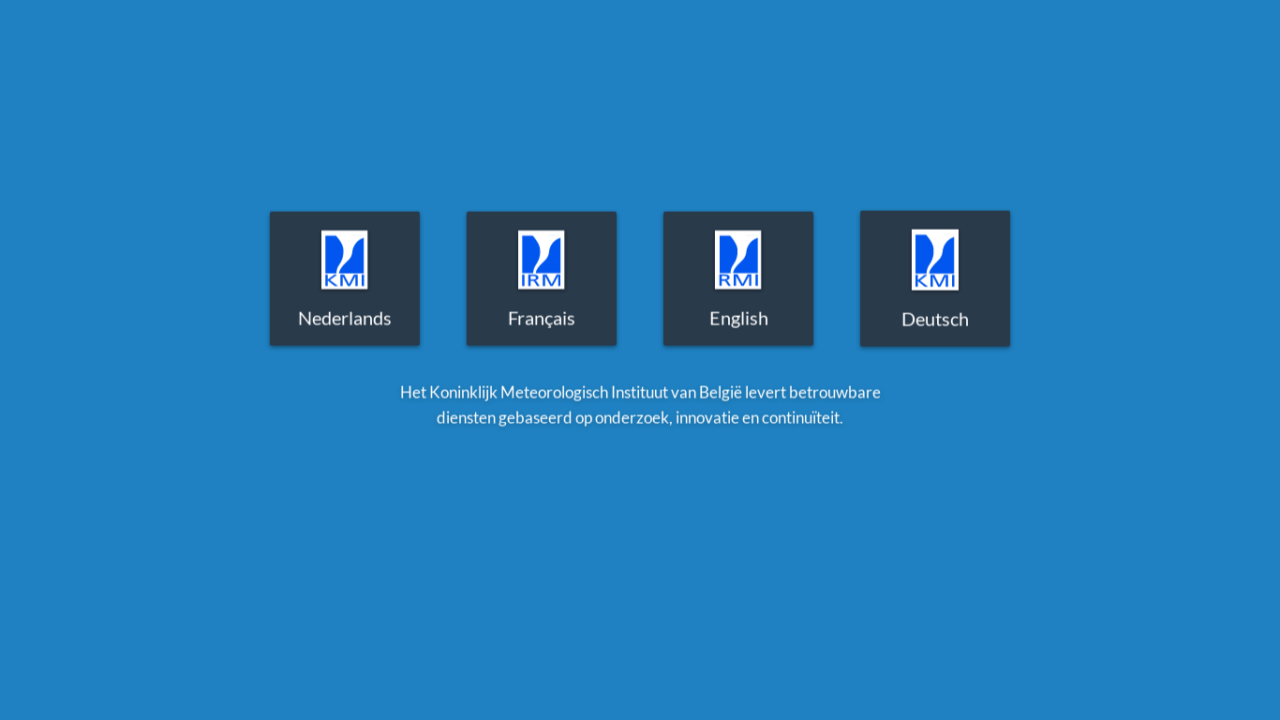 KMI
Nederlands
IRM
Français
RMI
English
KMI
Deutsch
Het Koninklijk Meteorologisch Instituut van België levert betrouwbare
diensten gebaseerd op onderzoek, innovatie en continuïteit.